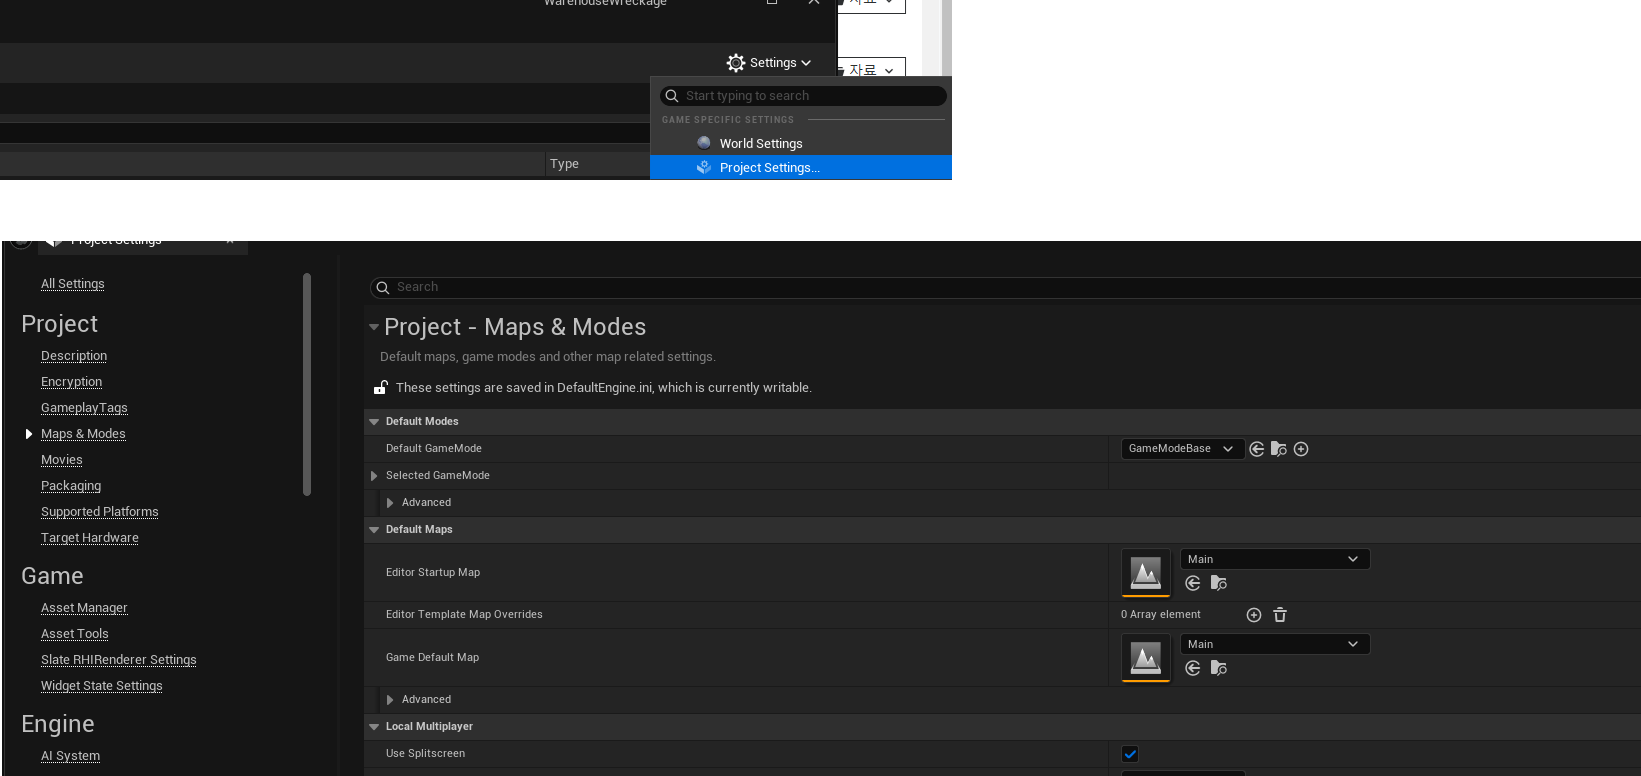 WarehouseWreckage
자료
Settings
자료
Start typing to search
GAME SPECIFIC SETTINGS
World Settings
Type
Project Settings...
Project Settings
All Settings
Search
Project
Project - Maps & Modes
Description
Default maps, game modes and other map related settings.
Encryption
These settings are saved in DefaultEngine.ini, which is currently writable.
GameplayTags
Default Modes
Maps & Modes
Default GameMode
GameModeBase
Movies
Selected GameMode
Packaging
Advanced
Supported Platforms
Default Maps
Target Hardware
Main
Game
Editor Startup Map
Asset Manager
Editor Template Map Overrides
0 Array element
Asset Tools
Main
Slate RHIRenderer Settings
Game Default Map
Widget State Settings
Advanced
Engine
Local Multiplayer
AI System
Use Splitscreen